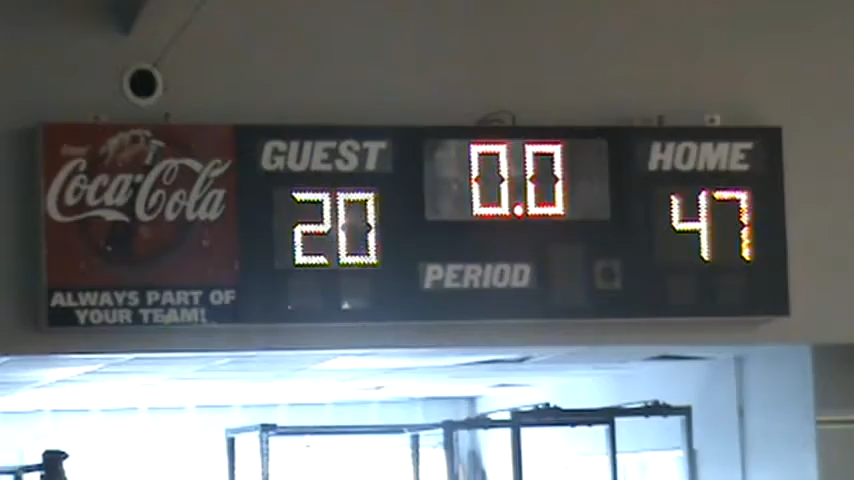 Coca-Cola
ALWAYS PART OF
YOUR TEAM!
GUEST
20
0.0
PERIOD
HOME
47